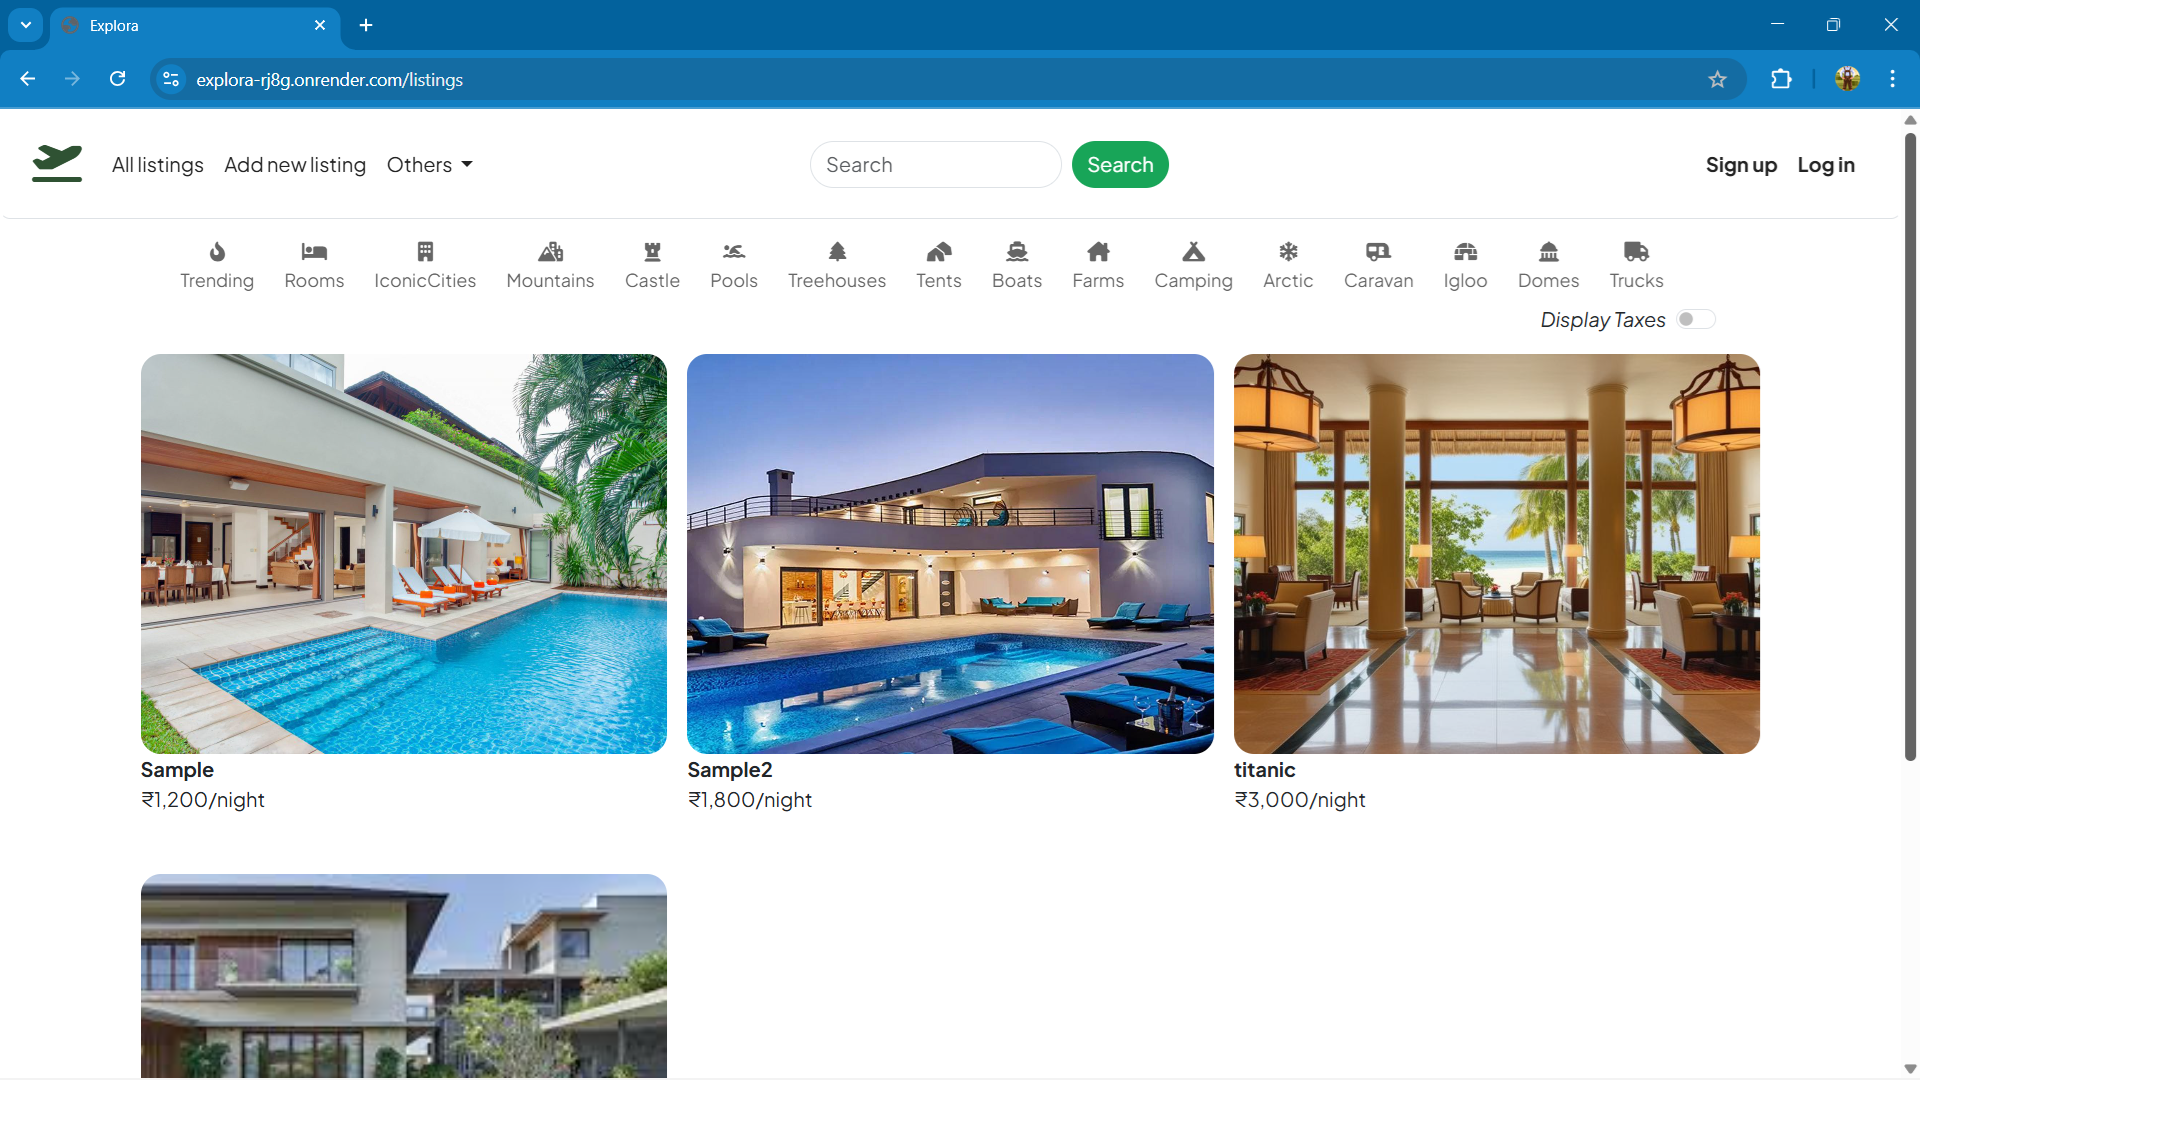 Explora
explora-rj8g.onrender.com/listings
All listings Add new listing Others Search Search Sign up Log in
Trending Rooms IconicCities Mountains Castle Pools Treehouses Tents Boats Farms Camping Arctic Caravan Igloo Domes Trucks
Display Taxes
Sample Sample2 titanic
₹1,200/night ₹1,800/night ₹3,000/night